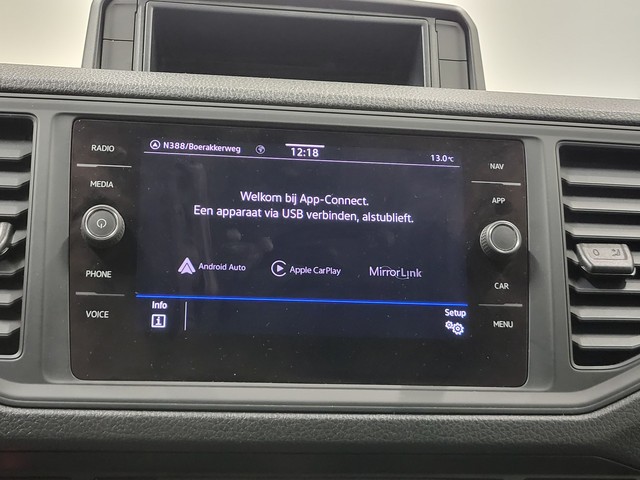 RADIO
MEDIA
PHONE
VOICE
N388/Boerakkerweg
12:18
13.0°C
Welkom bij App-Connect.
Een apparaat via USB verbinden, alstublieft.
Android Auto
Apple CarPlay
MirrorLink
Info
i
Setup
NAV
APP
CAR
MENU
0